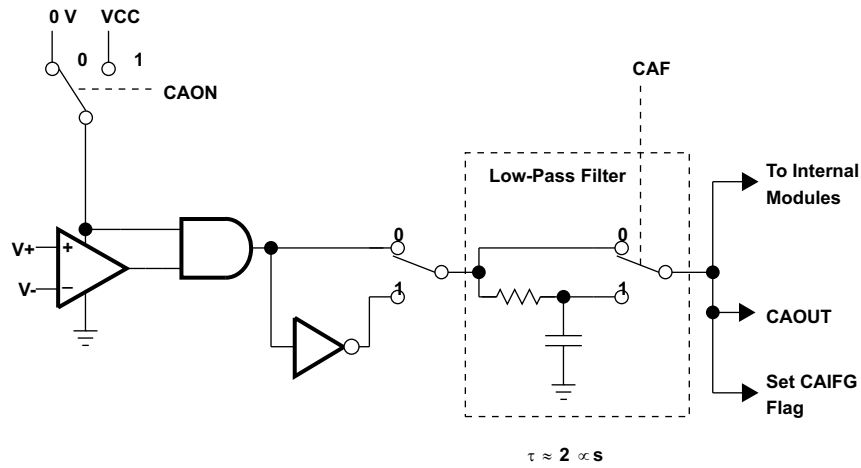 0 V
VCC
0
1
CAON
CAF
Low-Pass Filter
To Internal
Modules
V+
+
V-
−
0
1
0
1
CAOUT
Set CAIFG
Flag
τ ≈ 2 ∝s